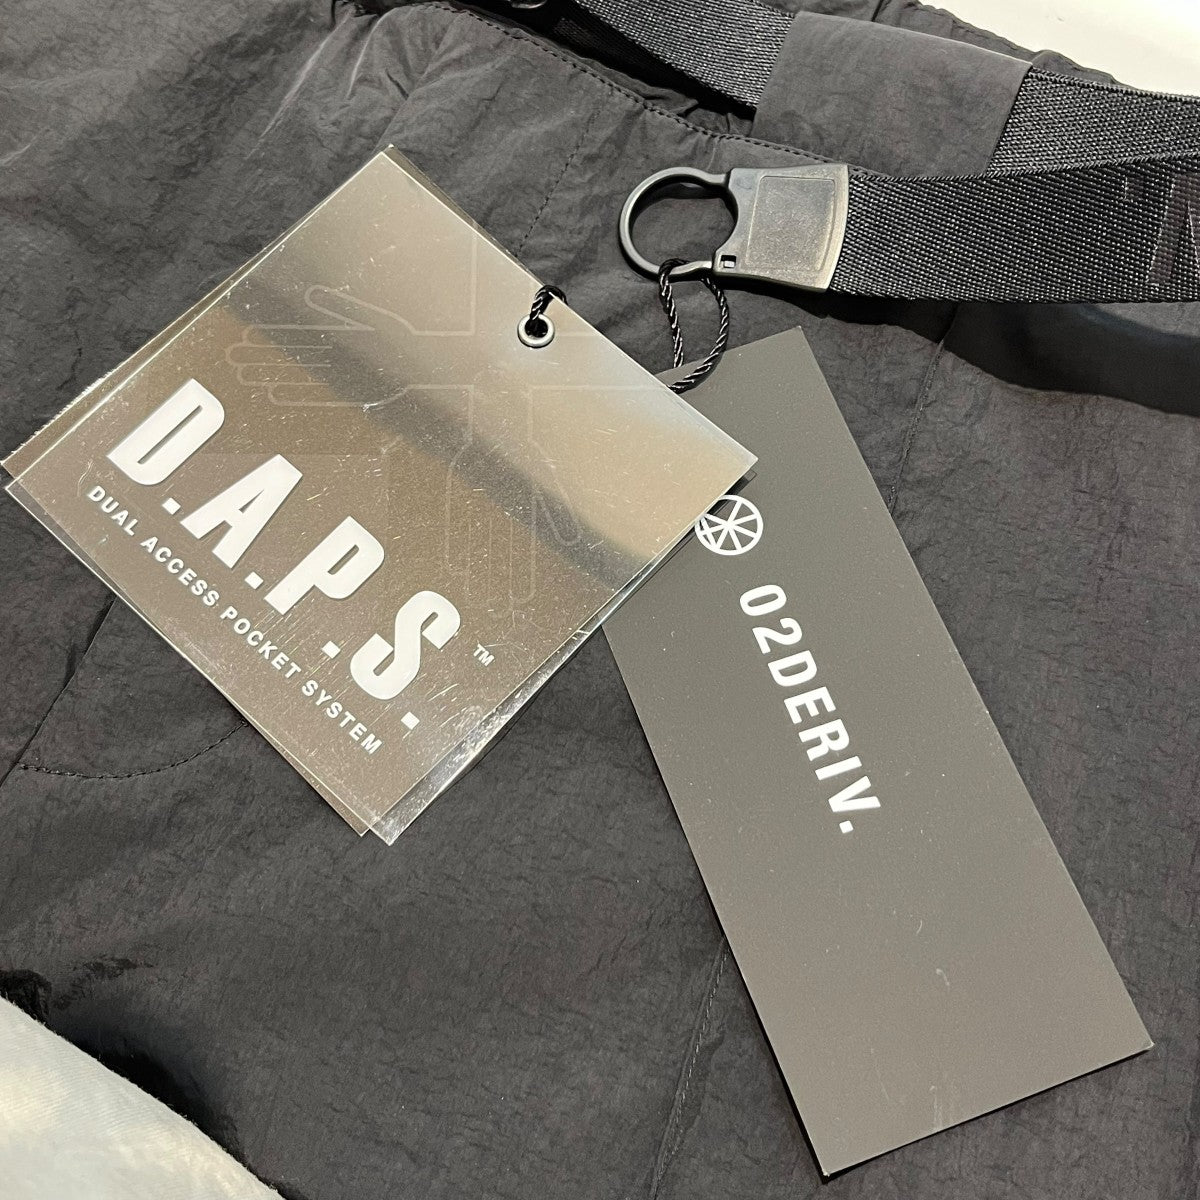 D.A.P.S.™
DUAL ACCESS POCKET SYSTEM
02DERIV.